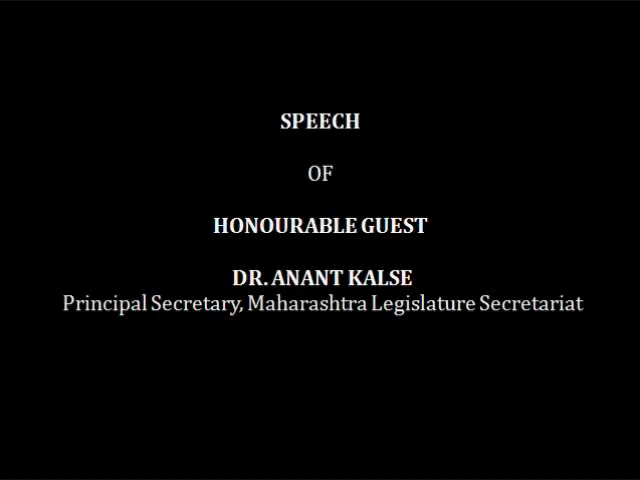 SPEECH
OF
HONOURABLE GUEST
DR. ANANT KALSE
Principal Secretary, Maharashtra Legislature Secretariat